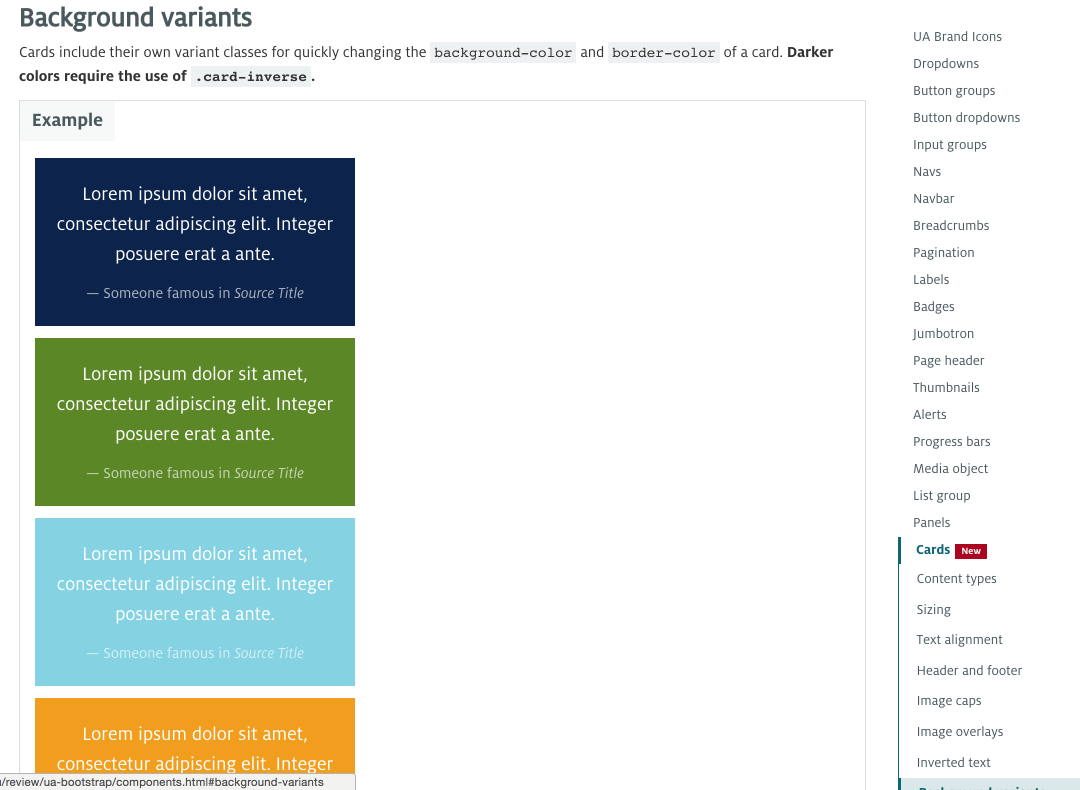 Background variants
Cards include their own variant classes for quickly changing the background-color and border-color of a card. Darker
colors require the use of .card-inverse.
Example
Lorem ipsum dolor sit amet,
consectetur adipiscing elit. Integer
posuere erat a ante.
— Someone famous in Source Title
Lorem ipsum dolor sit amet,
consectetur adipiscing elit. Integer
posuere erat a ante.
— Someone famous in Source Title
Lorem ipsum dolor sit amet,
consectetur adipiscing elit. Integer
posuere erat a ante.
— Someone famous in Source Title
Lorem ipsum dolor sit amet,
consectetur adipiscing elit. Integer
/review/ua-bootstrap/components.html#background-variants
UA Brand Icons
Dropdowns
Button groups
Button dropdowns
Input groups
Navs
Navbar
Breadcrumbs
Pagination
Labels
Badges
Jumbotron
Page header
Thumbnails
Alerts
Progress bars
Media object
List group
Panels
Cards New
Content types
Sizing
Text alignment
Header and footer
Image caps
Image overlays
Inverted text
Background variants